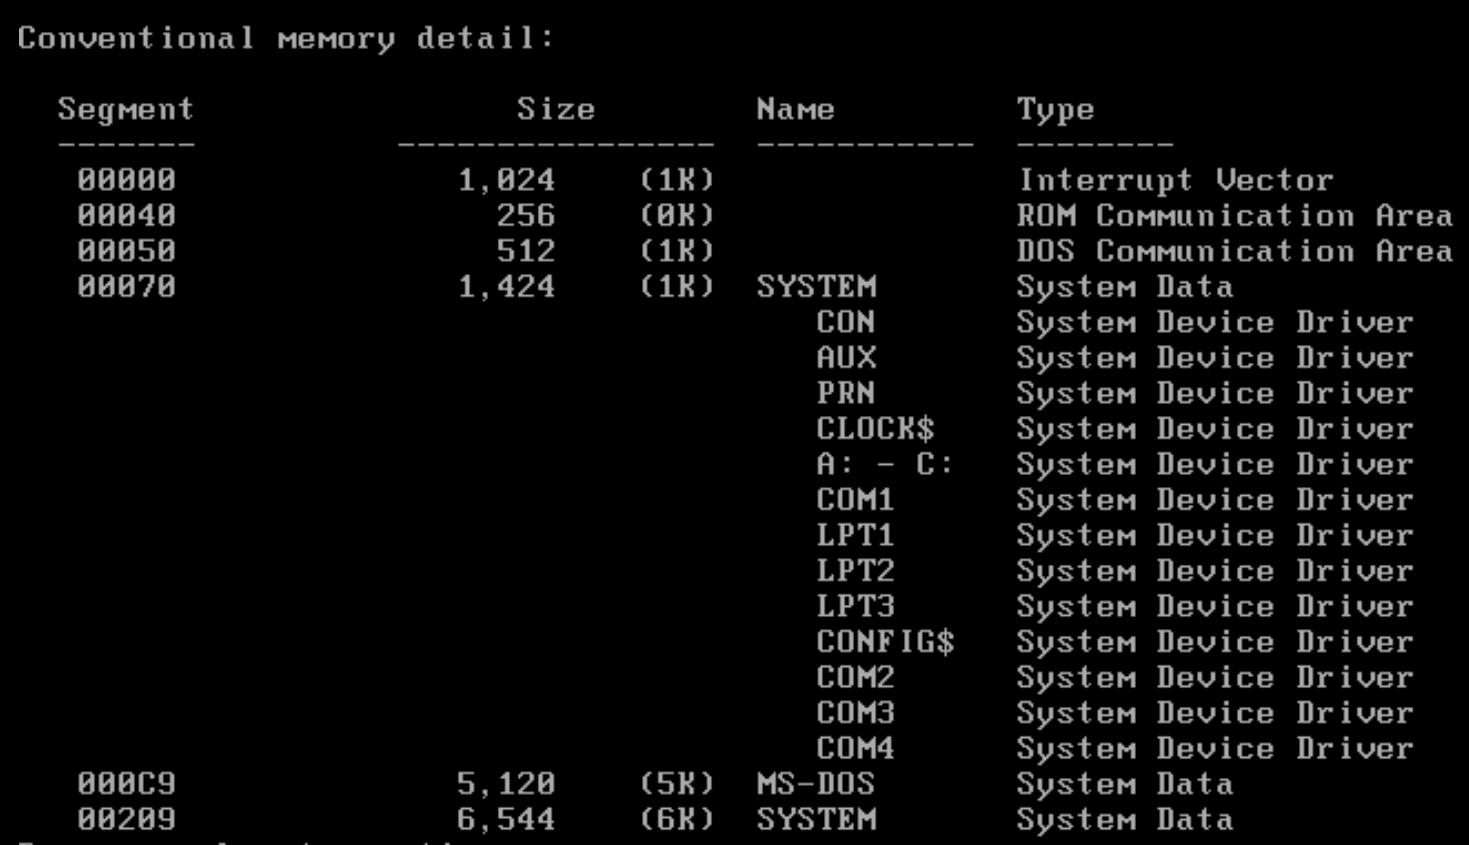 Conventional memory detail:
Segment Size Name Type
------- ---------------- ----------- --------
00000 1,024 (1K) Interrupt Vector
00040 256 (0K) ROM Communication Area
00050 512 (1K) DOS Communication Area
00070 1,424 (1K) SYSTEM System Data
CON System Device Driver
AUX System Device Driver
PRN System Device Driver
CLOCK$ System Device Driver
A: - C: System Device Driver
COM1 System Device Driver
LPT1 System Device Driver
LPT2 System Device Driver
LPT3 System Device Driver
CONFIG$ System Device Driver
COM2 System Device Driver
COM3 System Device Driver
COM4 System Device Driver
000C9 5,120 (5K) MS-DOS System Data
00209 6,544 (6K) SYSTEM System Data